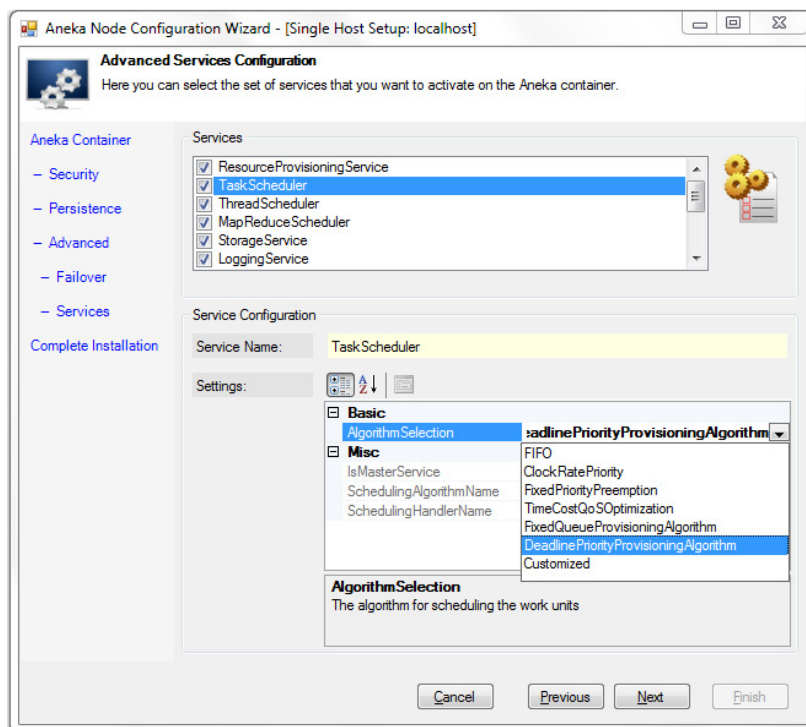 Aneka Node Configuration Wizard - [Single Host Setup: localhost]
Advanced Services Configuration
Here you can select the set of services that you want to activate on the Aneka container.
Aneka Container
– Security
– Persistence
– Advanced
– Failover
– Services
Complete Installation
Services
ResourceProvisioningService
TaskScheduler
ThreadScheduler
MapReduceScheduler
StorageService
LoggingService
Service Configuration
Service Name: TaskScheduler
Settings:
Basic
AlgorithmSelection eadlinePriorityProvisioningAlgorithm
Misc
IsMasterService
SchedulingAlgorithmName
SchedulingHandlerName
FIFO
ClockRatePriority
FixedPriorityPreemption
TimeCostQoSOptimization
FixedQueueProvisioningAlgorithm
DeadlinePriorityProvisioningAlgorithm
Customized
AlgorithmSelection
The algorithm for scheduling the work units
Cancel Previous Next Finish